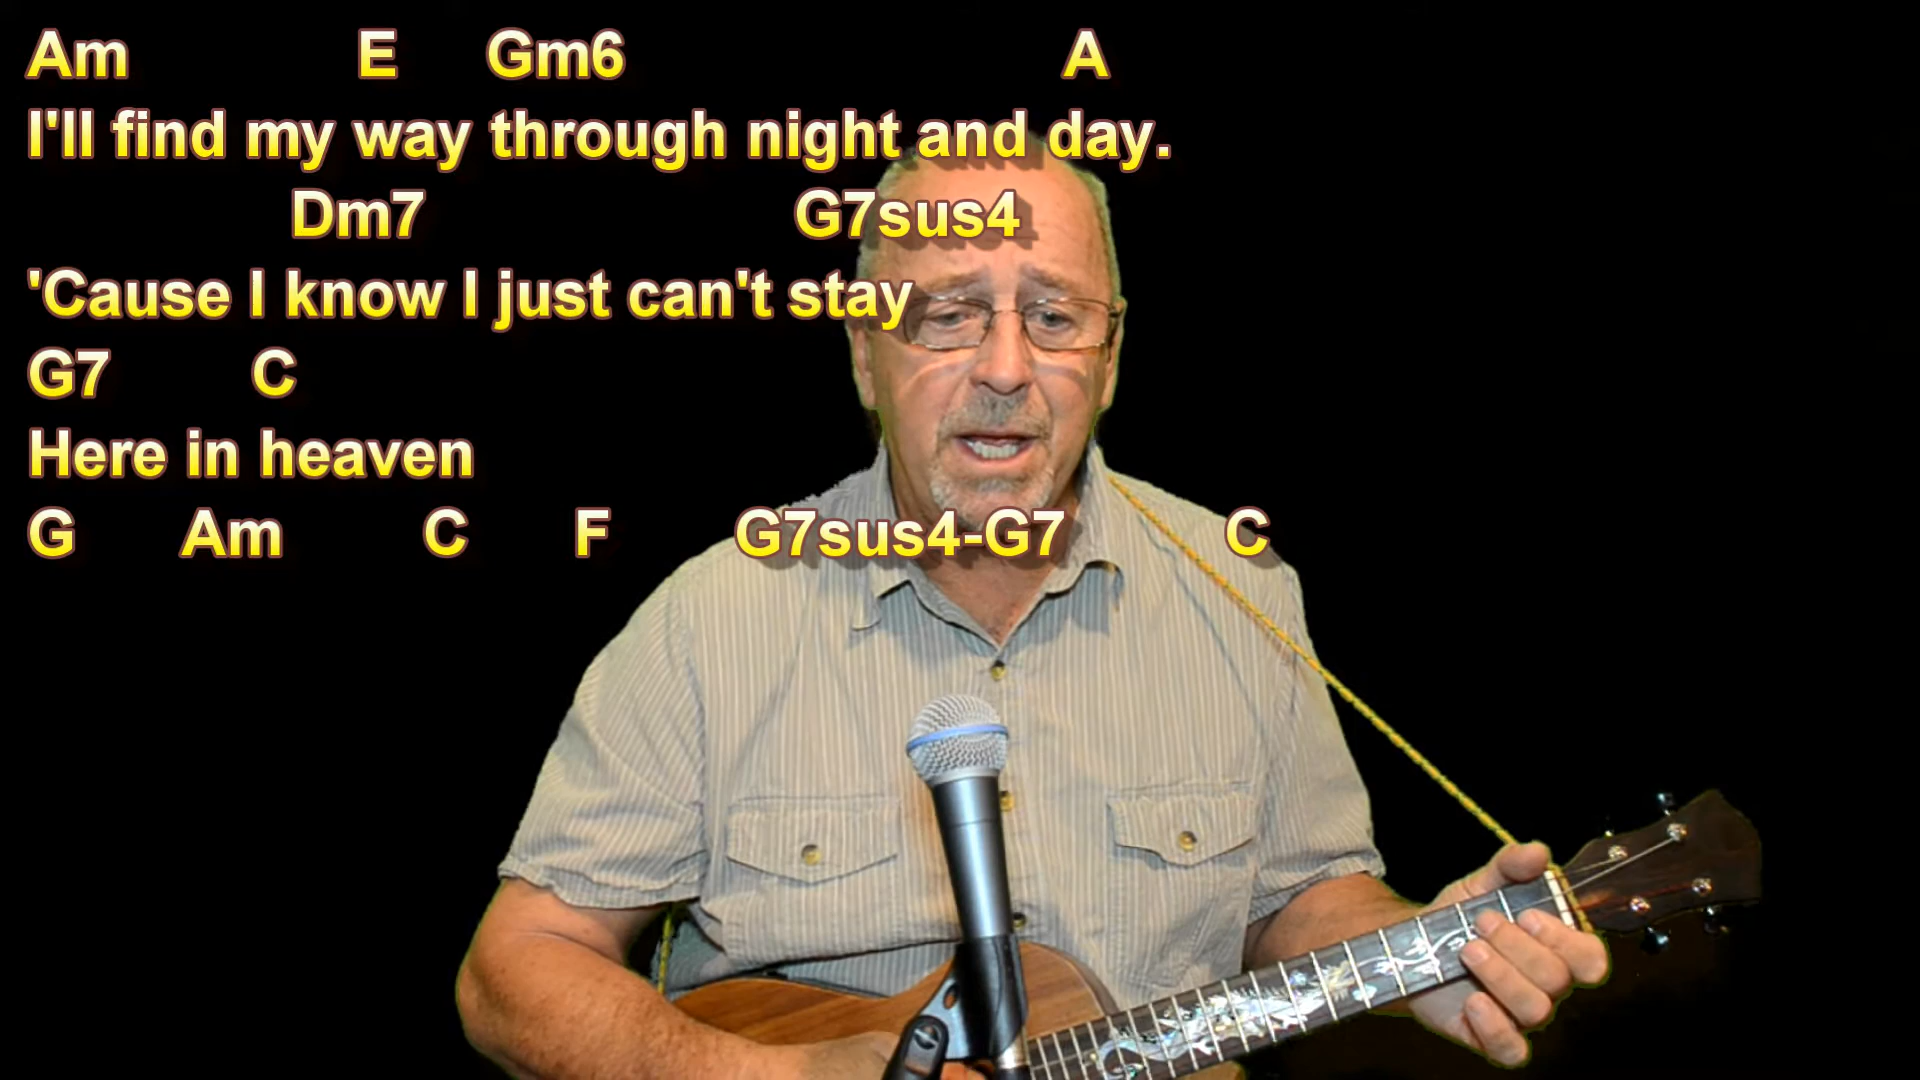 Am E Gm6 A
I'll find my way through night and day.
Dm7 G7sus4
'Cause I know I just can't stay
G7 C
Here in heaven
G Am C F G7sus4-G7 C